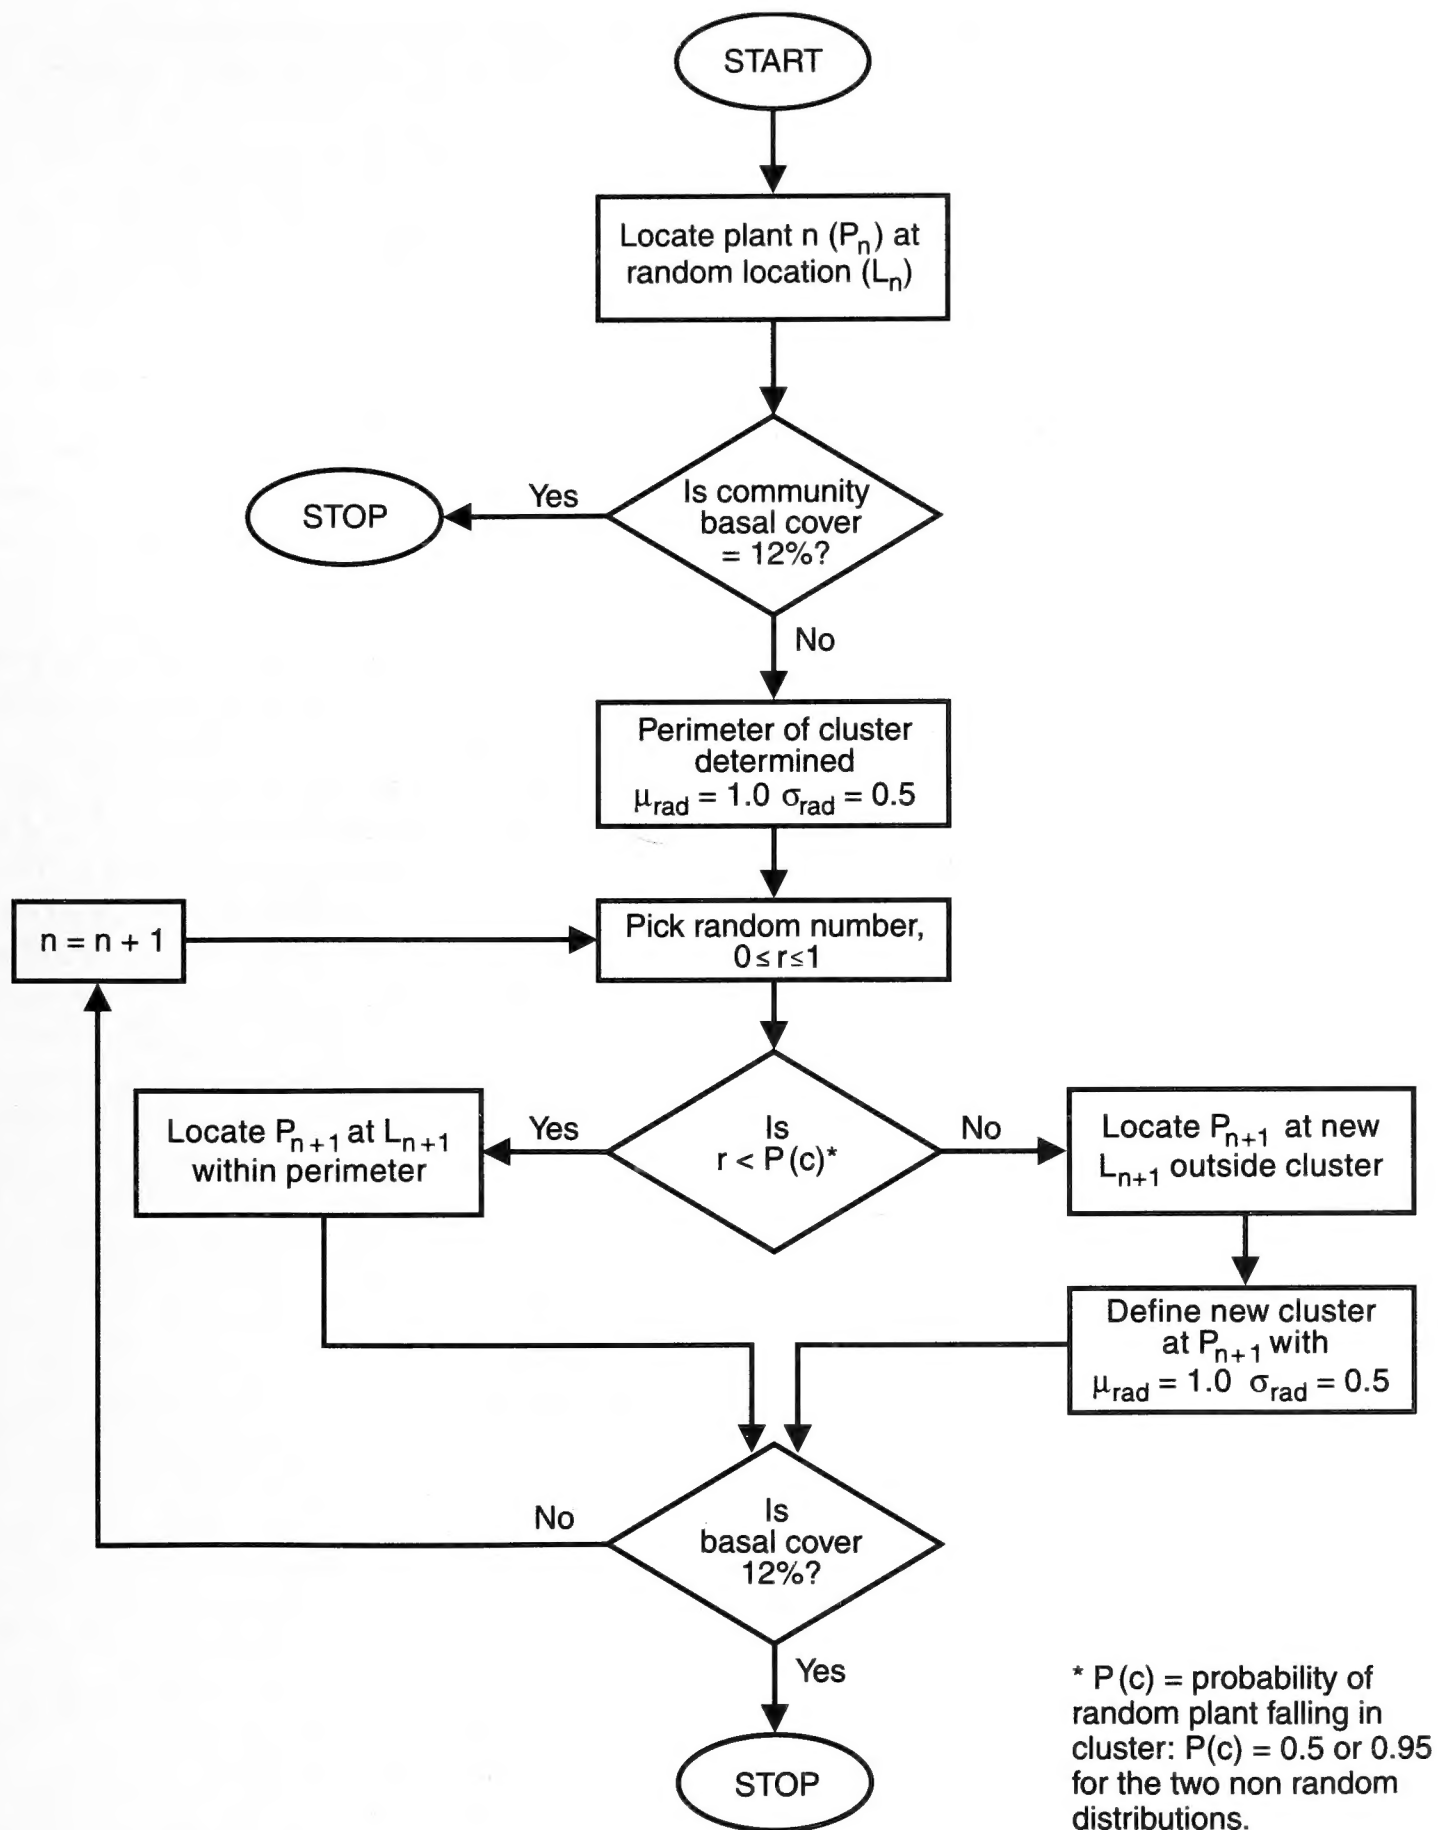 START
Locate plant n (Pn) at
random location (Ln)
Is community
basal cover
= 12%?
Yes
STOP
No
Perimeter of cluster
determined
μrad = 1.0 σrad = 0.5
n = n + 1
Pick random number,
0 ≤ r ≤ 1
Is
r < P (c)*
Yes
Locate Pn + 1 at Ln + 1
within perimeter
No
Locate Pn+1 at new
Ln+1 outside cluster
Define new cluster
at Pn + 1 with
μrad = 1.0 σrad = 0.5
Is
basal cover
12%?
No
Yes
STOP
* P (c) = probability of
random plant falling in
cluster: P(c) = 0.5 or 0.95
for the two non random
distributions.